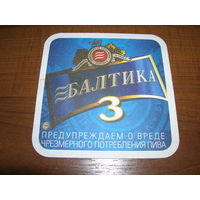 БАЛТИКА
3
ПРЕДУПРЕЖДАЕМ О ВРЕДЕ
ЧРЕЗМЕРНОГО ПОТРЕБЛЕНИЯ ПИВА